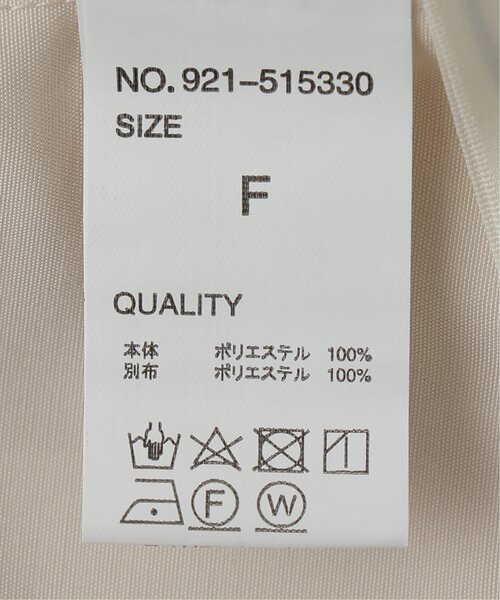 NO. 921-515330
SIZE
F
QUALITY
本体 ポリエステル 100%
別布 ポリエステル 100%
F W